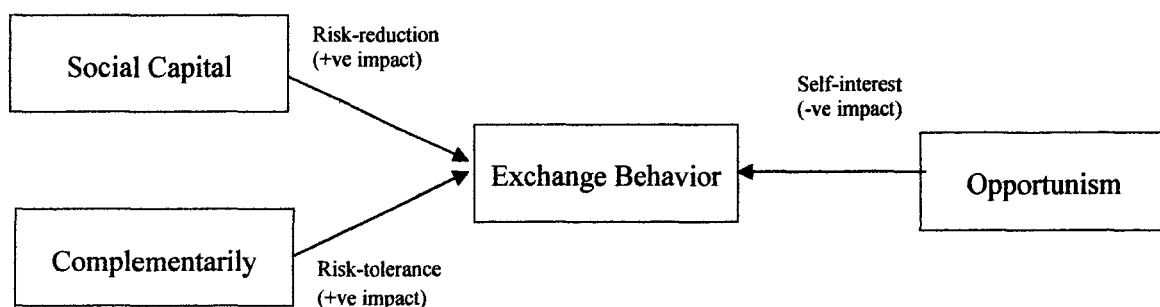 Risk-reduction
(+ve impact)
Social Capital
Self-interest
(-ve impact)
Exchange Behavior
Opportunism
Complementarily
Risk-tolerance
(+ve impact)